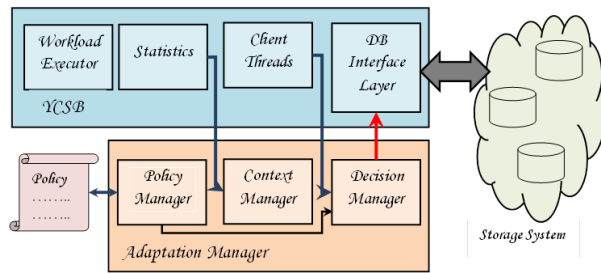 Workload
Executor
Statistics
Client
Threads
DB
Interface
Layer
YCSB
Policy
........
........
Policy
Manager
Context
Manager
Decision
Manager
Adaptation Manager
Storage System